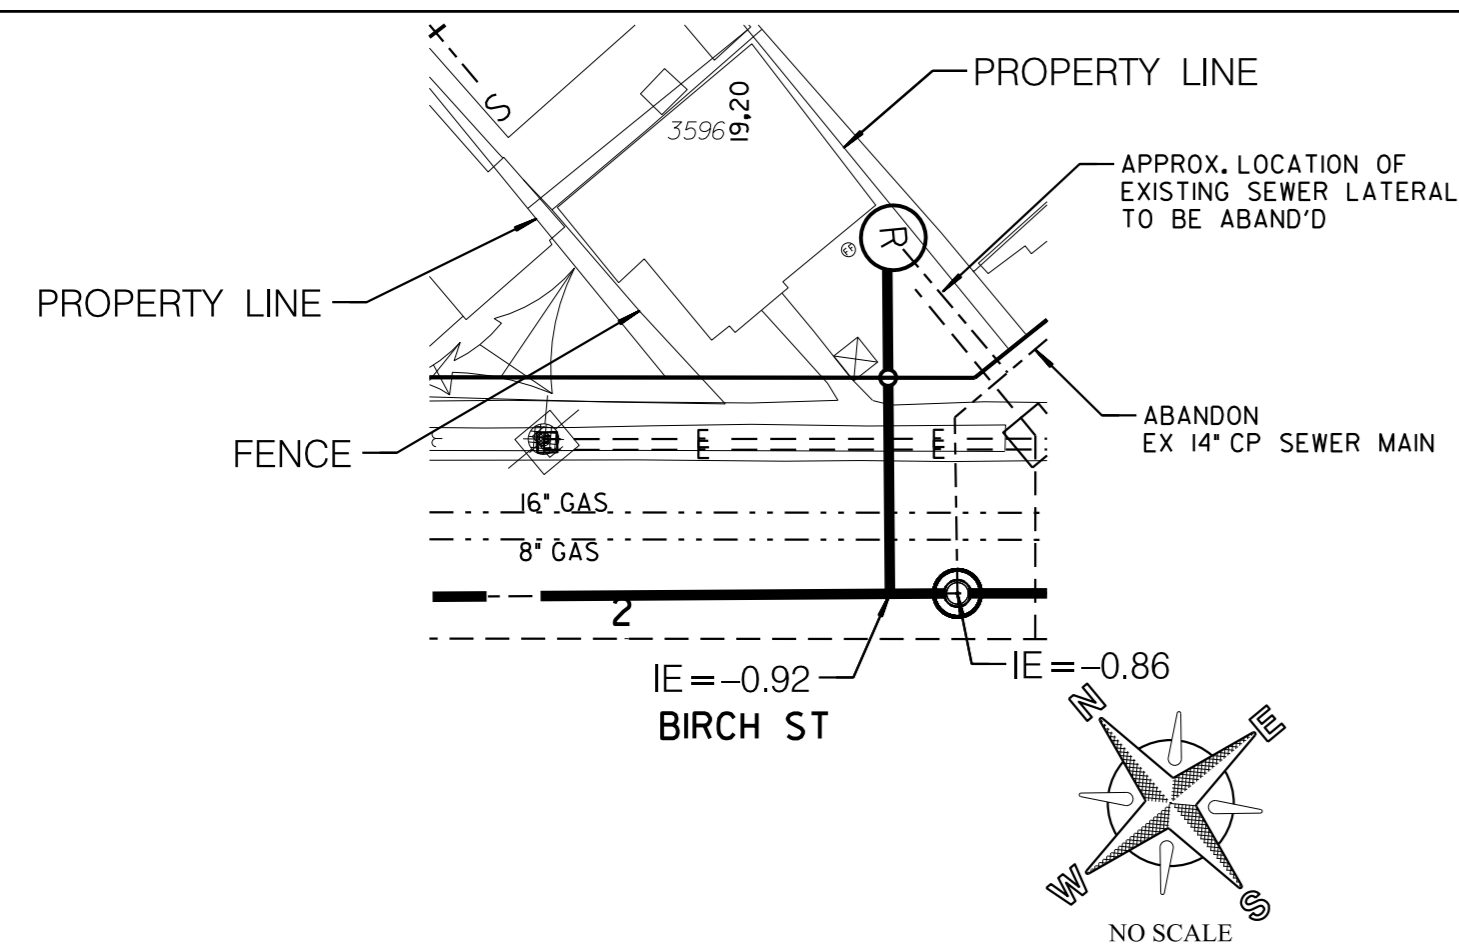 S
3596
19,20
PROPERTY LINE
APPROX. LOCATION OF
EXISTING SEWER LATERAL
TO BE ABAND'D
R
EF
PROPERTY LINE
FENCE
ABANDON
EX 14" CP SEWER MAIN
E
E
16" GAS
8" GAS
2
IE=-0.92
IE=-0.86
BIRCH ST
N
E
W
S
NO SCALE